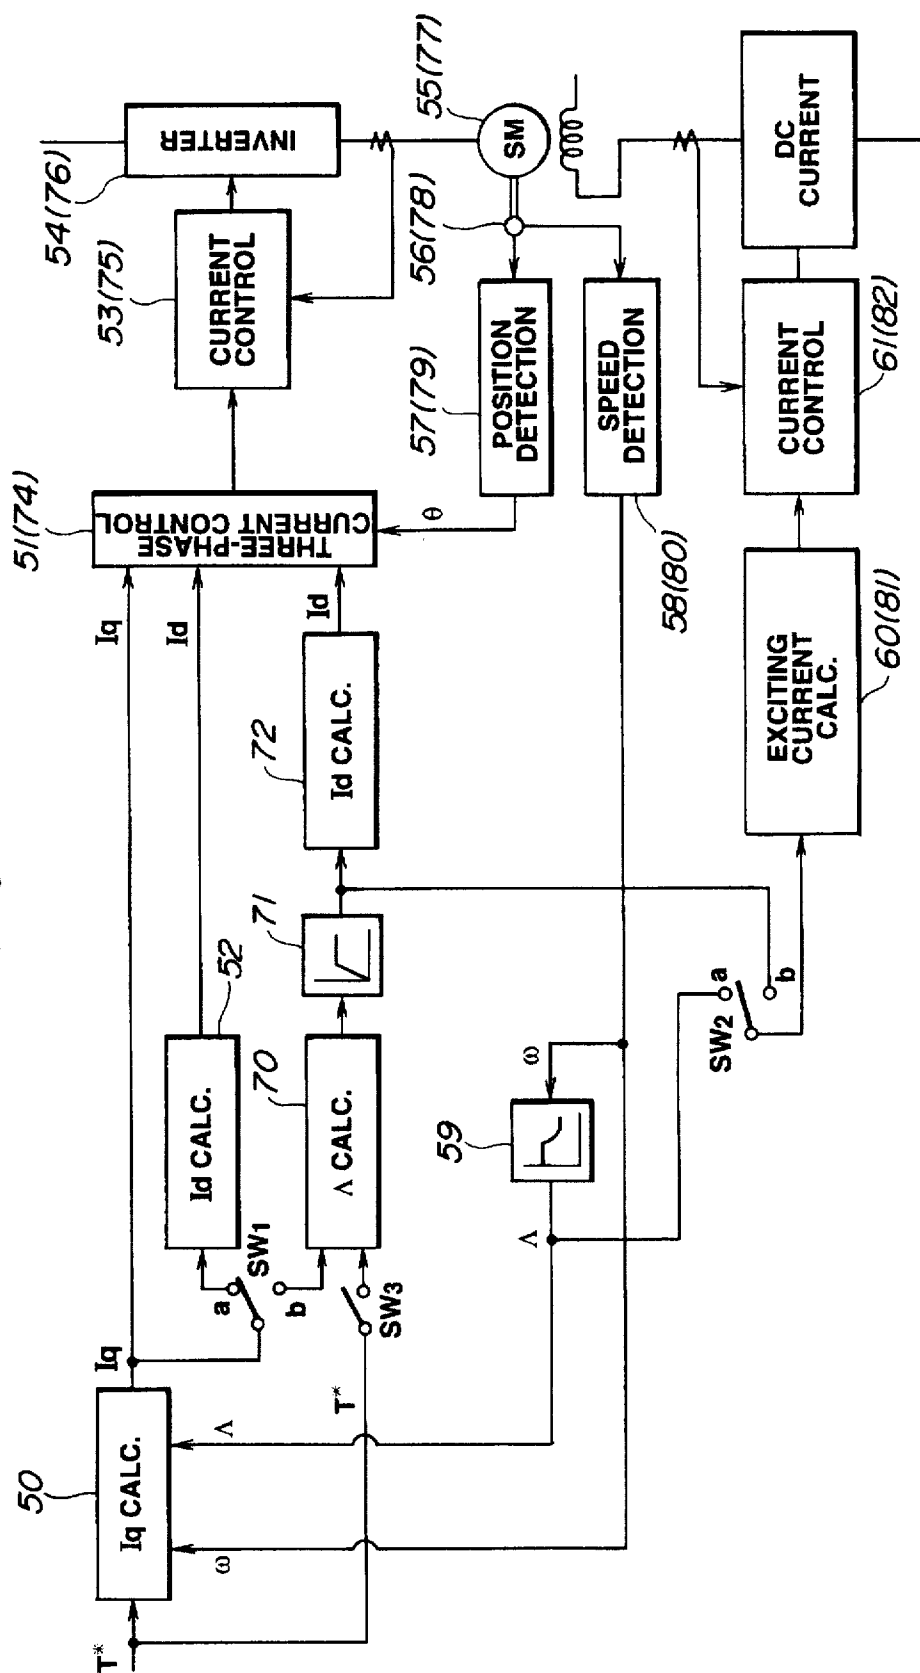 T*
50
Iq CALC.
ω
Λ
Iq
T*
a
SW1
b
SW3
Id CALC.
52
70
Λ CALC.
71
72
Id CALC.
Iq
Id
Id
51(74)
THREE-PHASE
CURRENT CONTROL
θ
53(75)
CURRENT
CONTROL
54(76)
INVERTER
55(77)
SM
56(78)
57(79)
POSITION
DETECTION
SPEED
DETECTION
58(80)
59
ω
Λ
SW2
a
b
EXCITING
CURRENT
CALC.
60(81)
CURRENT
CONTROL
61(82)
DC
CURRENT